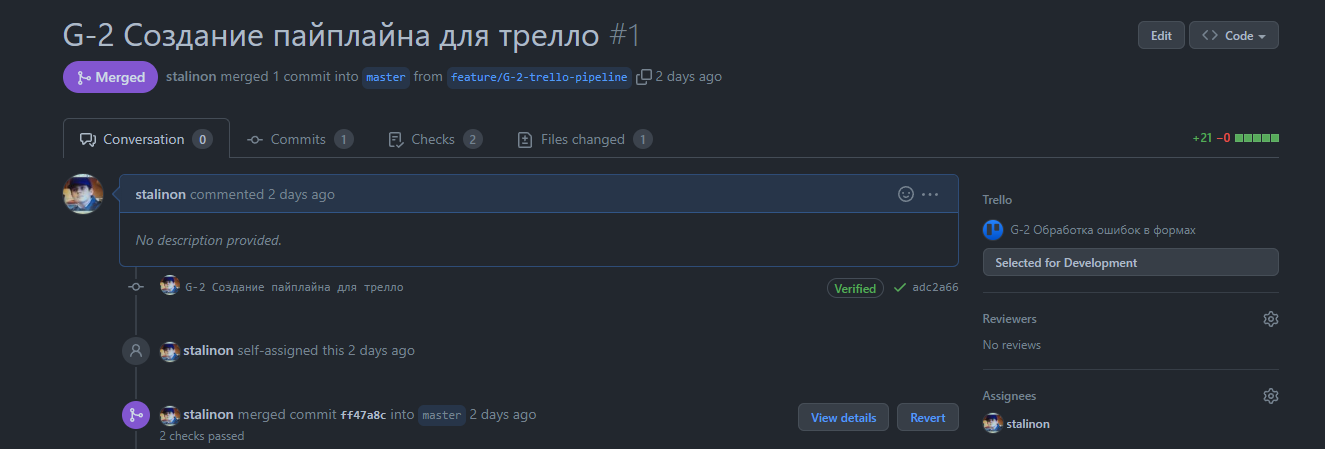 G-2 Создание пайплайна для трелло #1
Edit
Code
Merged
stalinon merged 1 commit into master from feature/G-2-trello-pipeline 2 days ago
Conversation 0
Commits 1
Checks 2
Files changed 1
+21 −0
stalinon commented 2 days ago
No description provided.
G-2 Создание пайплайна для трелло
Verified
adc2a66
stalinon self-assigned this 2 days ago
stalinon merged commit ff47a8c into master 2 days ago
2 checks passed
View details
Revert
Trello
G-2 Обработка ошибок в формах
Selected for Development
Reviewers
No reviews
Assignees
stalinon